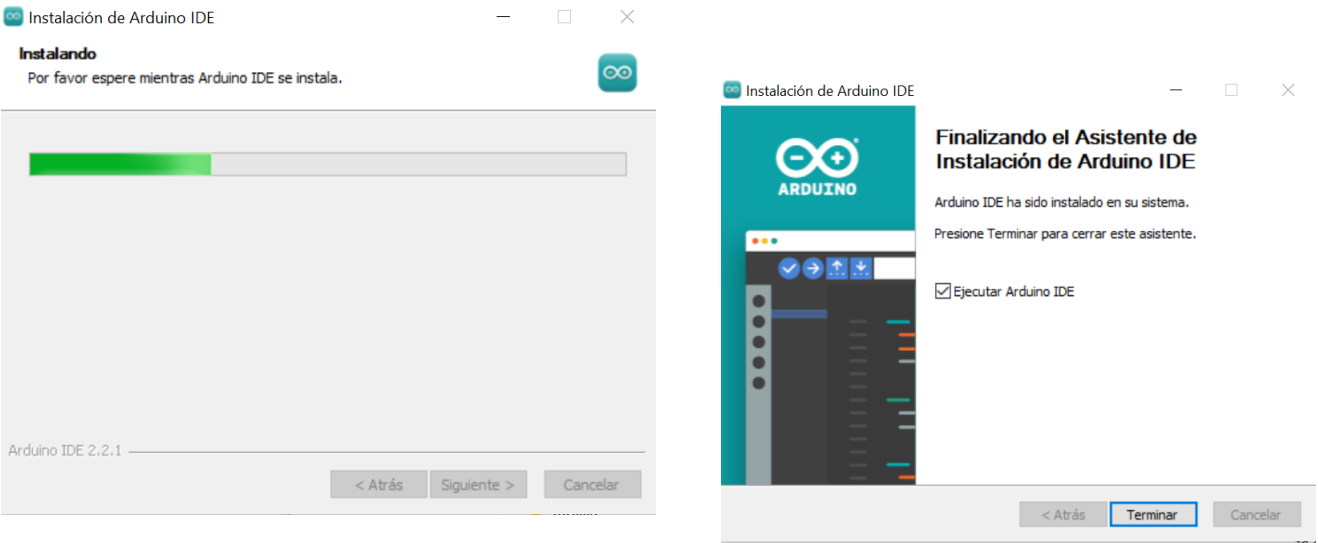 Instalación de Arduino IDE
Instalando
Por favor espere mientras Arduino IDE se instala.
Arduino IDE 2.2.1
< Atrás
Siguiente >
Cancelar
Instalación de Arduino IDE
ARDUINO
Finalizando el Asistente de
Instalación de Arduino IDE
Arduino IDE ha sido instalado en su sistema.
Presione Terminar para cerrar este asistente.
Ejecutar Arduino IDE
< Atrás
Terminar
Cancelar